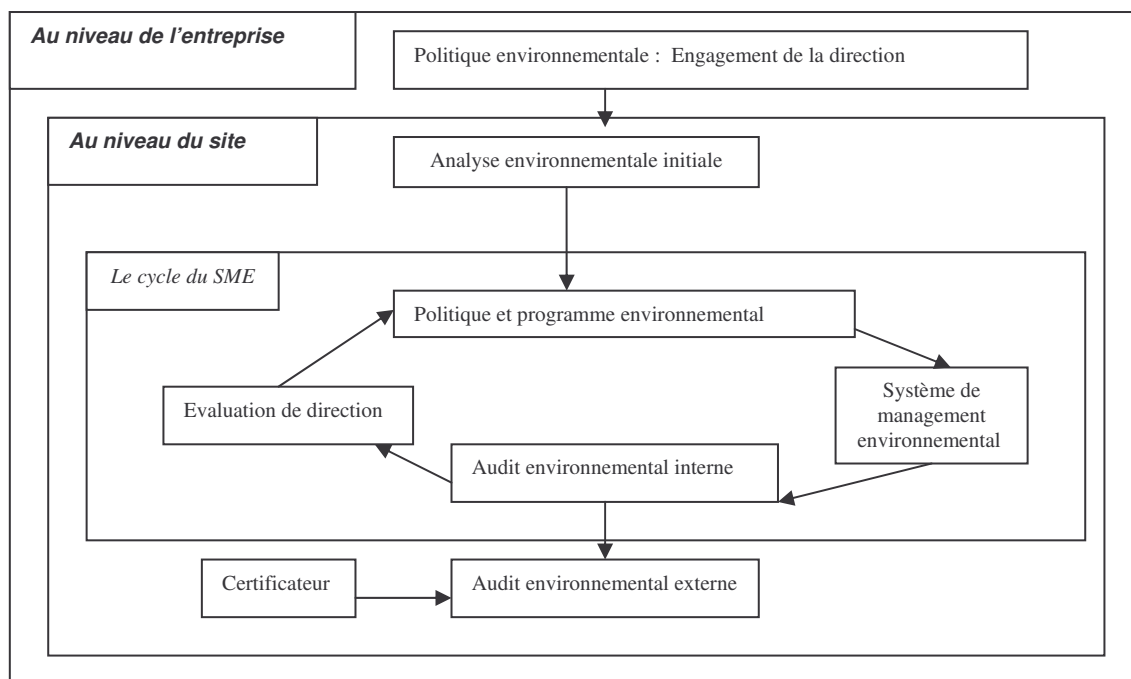 Au niveau de l'entreprise
Politique environnementale : Engagement de la direction
Au niveau du site
Analyse environnementale initiale
Le cycle du SME
Politique et programme environnemental
Evaluation de direction
Système de
management
environnemental
Audit environnemental interne
Certificateur
Audit environnemental externe